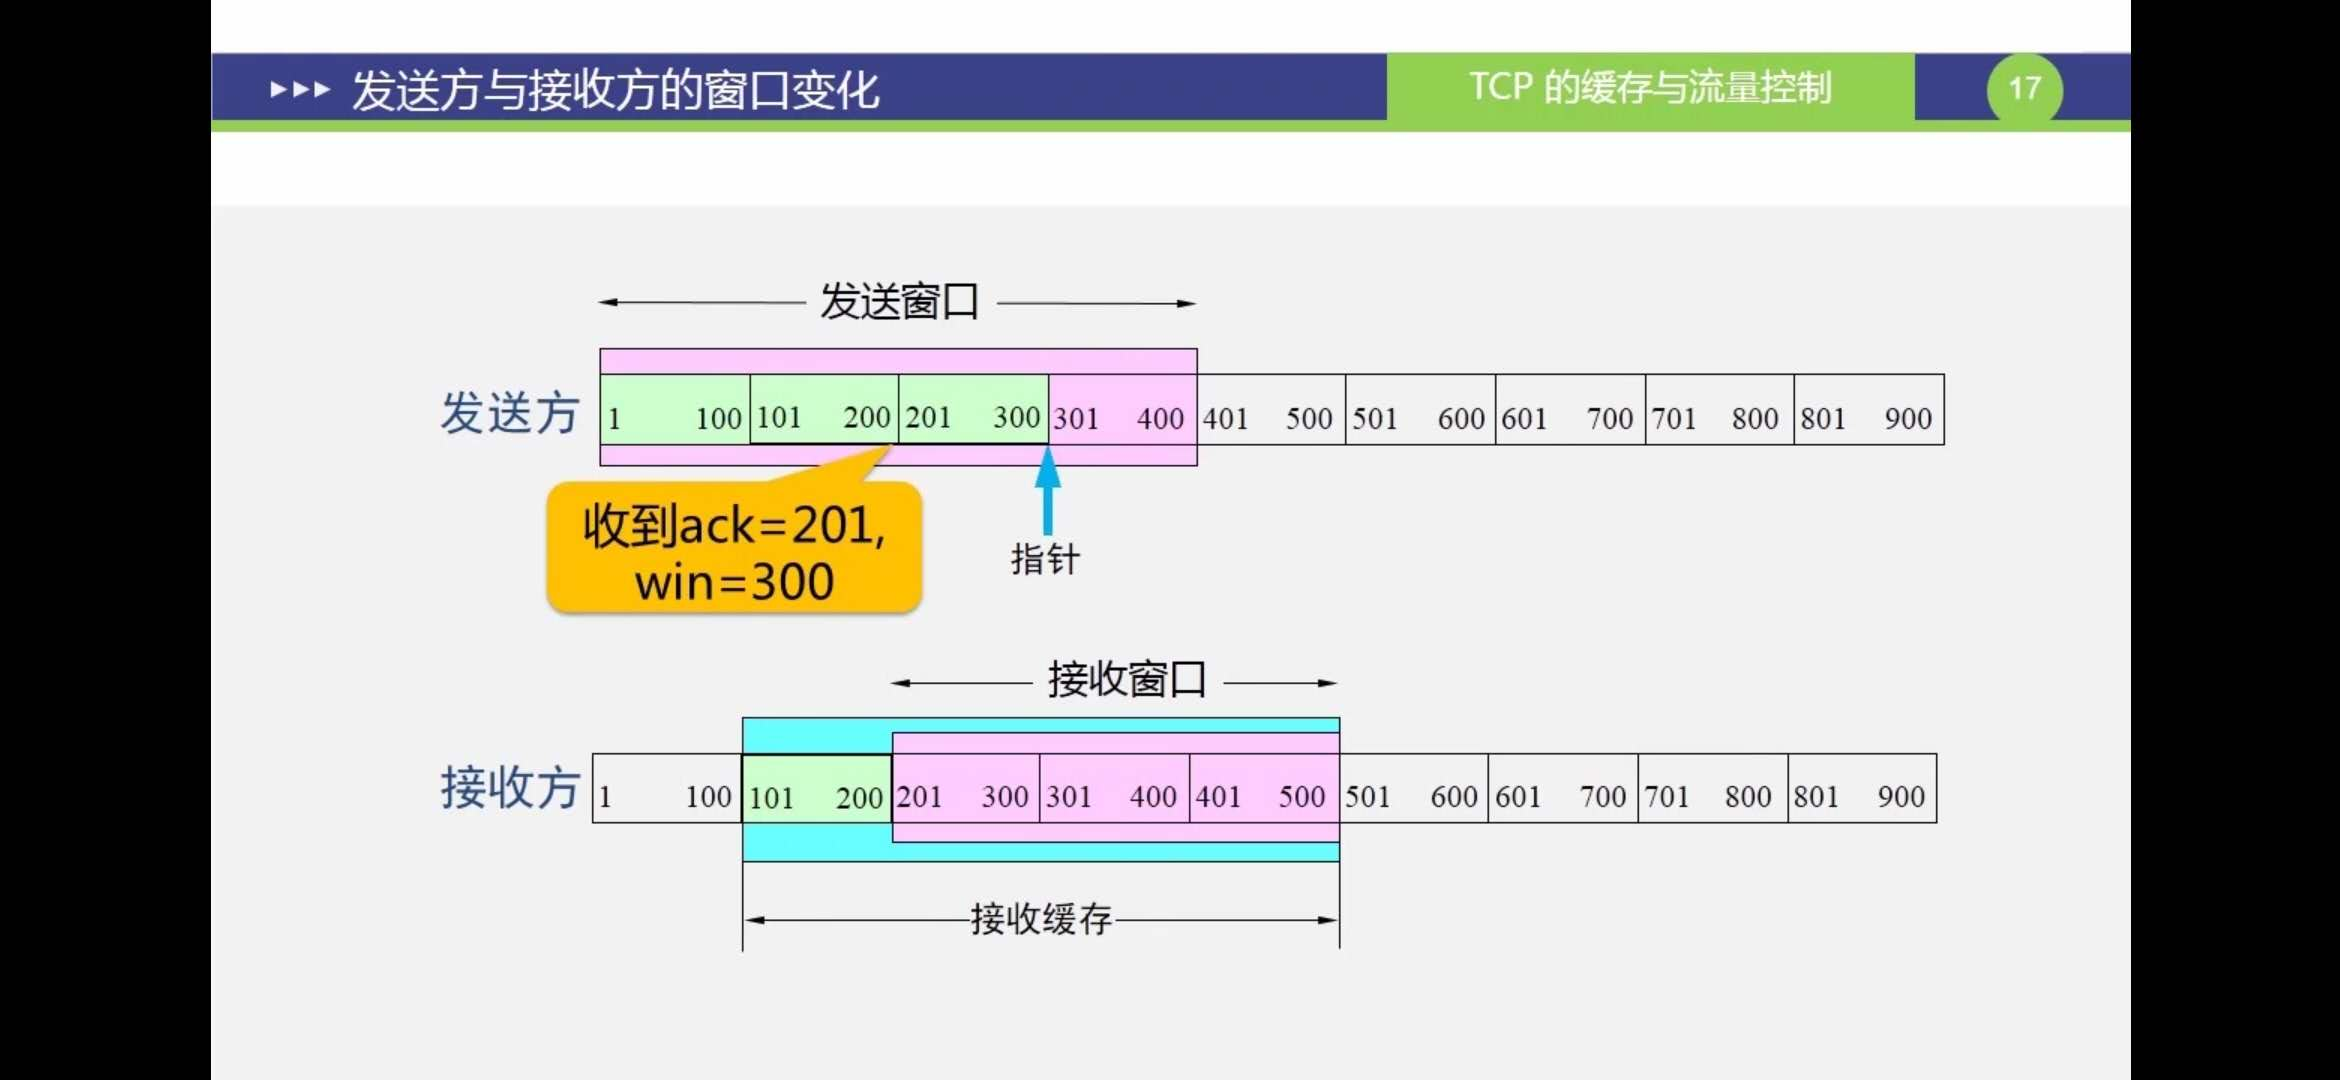 ▶▶▶ 发送方与接收方的窗口变化
TCP 的缓存与流量控制
17
发送窗口
发送方 1 100 101 200 201 300 301 400 401 500 501 600 601 700 701 800 801 900
收到ack=201,
win=300
指针
接收窗口
接收方 1 100 101 200 201 300 301 400 401 500 501 600 601 700 701 800 801 900
接收缓存